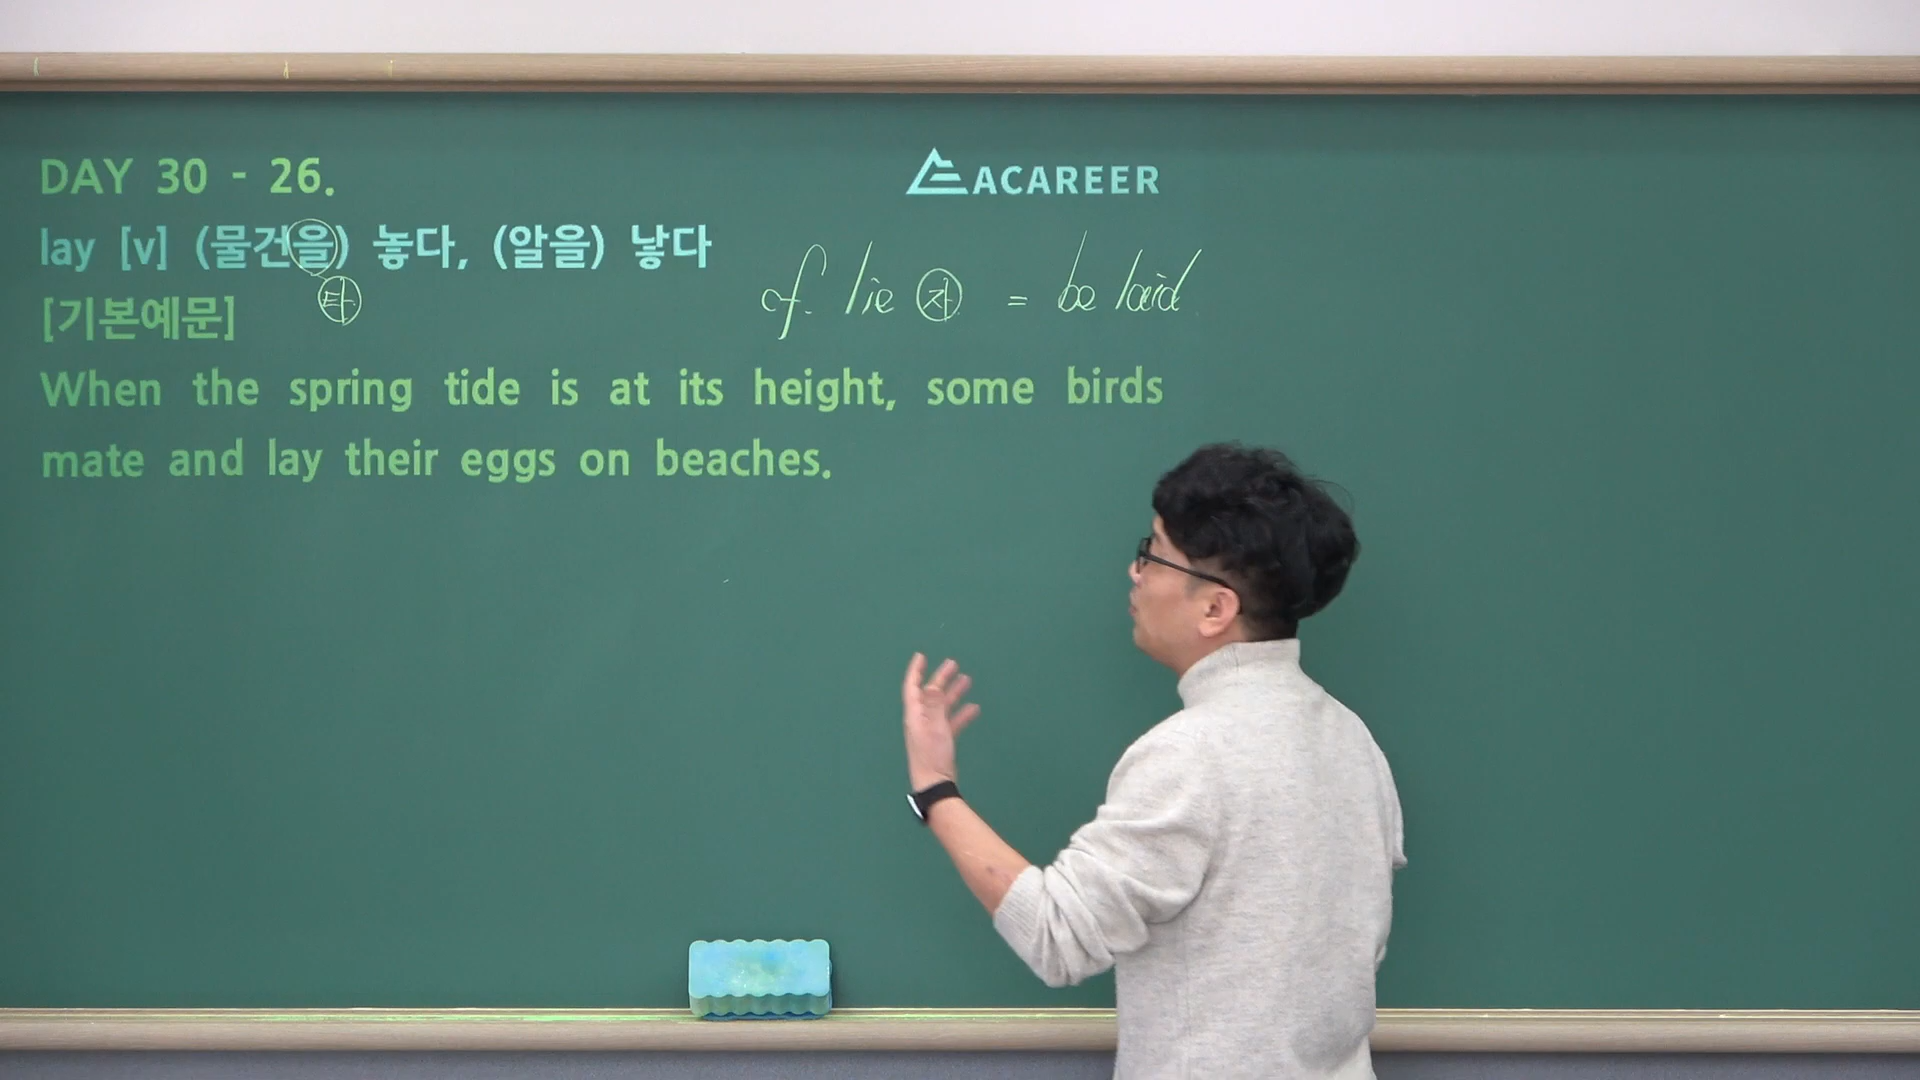 DAY 30 - 26.
ACAREER
lay [v] (물건을) 놓다, (알을) 낳다
타
cf. lie 자 = be laid
[기본예문]
When the spring tide is at its height, some birds
mate and lay their eggs on beaches.